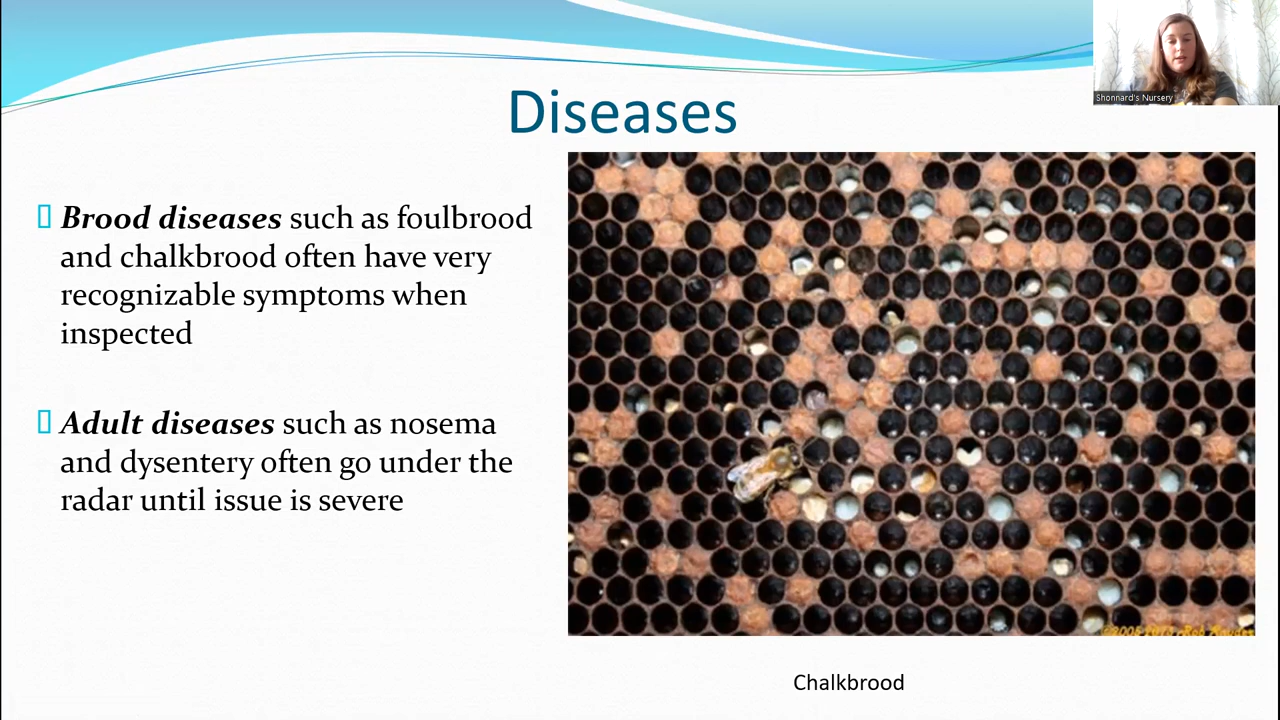 Shonnard's Nursery
Diseases
Brood diseases such as foulbrood
and chalkbrood often have very
recognizable symptoms when
inspected
Adult diseases such as nosema
and dysentery often go under the
radar until issue is severe
Chalkbrood